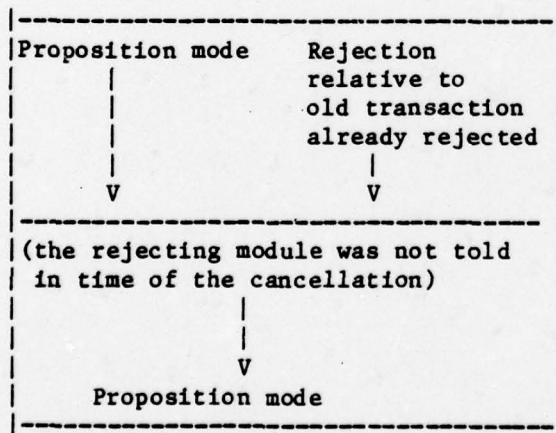 |-----------------------------------
|Proposition mode    Rejection
|       |            relative to
|       |            old transaction
|       |            already rejected
|       |                |
|       V                V
|-----------------------------------
|(the rejecting module was not told
| in time of the cancellation)
|               |
|               |
|               V
|     Proposition mode
|-----------------------------------